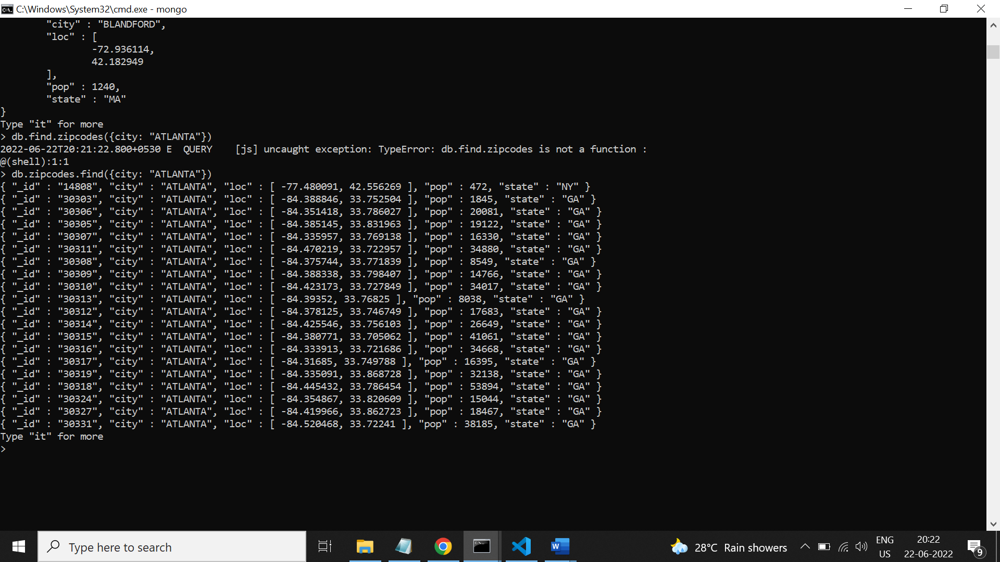 C:\Windows\System32\cmd.exe - mongo
"city" : "BLANDFORD",
"loc" : [
-72.936114,
42.182949
],
"pop" : 1240,
"state" : "MA"
}
Type "it" for more
> db.find.zipcodes({city: "ATLANTA"})
2022-06-22T20:21:22.800+0530 E  QUERY    [js] uncaught exception: TypeError: db.find.zipcodes is not a function :
@(shell):1:1
> db.zipcodes.find({city: "ATLANTA"})
{ "_id" : "14808", "city" : "ATLANTA", "loc" : [ -77.480091, 42.556269 ], "pop" : 472, "state" : "NY" }
{ "_id" : "30303", "city" : "ATLANTA", "loc" : [ -84.388846, 33.752504 ], "pop" : 1845, "state" : "GA" }
{ "_id" : "30306", "city" : "ATLANTA", "loc" : [ -84.351418, 33.786027 ], "pop" : 20081, "state" : "GA" }
{ "_id" : "30305", "city" : "ATLANTA", "loc" : [ -84.385145, 33.831963 ], "pop" : 19122, "state" : "GA" }
{ "_id" : "30307", "city" : "ATLANTA", "loc" : [ -84.335957, 33.769138 ], "pop" : 16330, "state" : "GA" }
{ "_id" : "30311", "city" : "ATLANTA", "loc" : [ -84.470219, 33.722957 ], "pop" : 34880, "state" : "GA" }
{ "_id" : "30308", "city" : "ATLANTA", "loc" : [ -84.375744, 33.771839 ], "pop" : 8549, "state" : "GA" }
{ "_id" : "30309", "city" : "ATLANTA", "loc" : [ -84.388338, 33.798407 ], "pop" : 14766, "state" : "GA" }
{ "_id" : "30310", "city" : "ATLANTA", "loc" : [ -84.423173, 33.727849 ], "pop" : 34017, "state" : "GA" }
{ "_id" : "30313", "city" : "ATLANTA", "loc" : [ -84.39352, 33.76825 ], "pop" : 8038, "state" : "GA" }
{ "_id" : "30312", "city" : "ATLANTA", "loc" : [ -84.378125, 33.746749 ], "pop" : 17683, "state" : "GA" }
{ "_id" : "30314", "city" : "ATLANTA", "loc" : [ -84.425546, 33.756103 ], "pop" : 26649, "state" : "GA" }
{ "_id" : "30315", "city" : "ATLANTA", "loc" : [ -84.380771, 33.705062 ], "pop" : 41061, "state" : "GA" }
{ "_id" : "30316", "city" : "ATLANTA", "loc" : [ -84.333913, 33.721686 ], "pop" : 34668, "state" : "GA" }
{ "_id" : "30317", "city" : "ATLANTA", "loc" : [ -84.31685, 33.749788 ], "pop" : 16395, "state" : "GA" }
{ "_id" : "30319", "city" : "ATLANTA", "loc" : [ -84.335091, 33.868728 ], "pop" : 32138, "state" : "GA" }
{ "_id" : "30318", "city" : "ATLANTA", "loc" : [ -84.445432, 33.786454 ], "pop" : 53894, "state" : "GA" }
{ "_id" : "30324", "city" : "ATLANTA", "loc" : [ -84.354867, 33.820609 ], "pop" : 15044, "state" : "GA" }
{ "_id" : "30327", "city" : "ATLANTA", "loc" : [ -84.419966, 33.862723 ], "pop" : 18467, "state" : "GA" }
{ "_id" : "30331", "city" : "ATLANTA", "loc" : [ -84.520468, 33.72241 ], "pop" : 38185, "state" : "GA" }
Type "it" for more
>
Type here to search
28°C Rain showers
ENG
US
20:22
22-06-2022
9